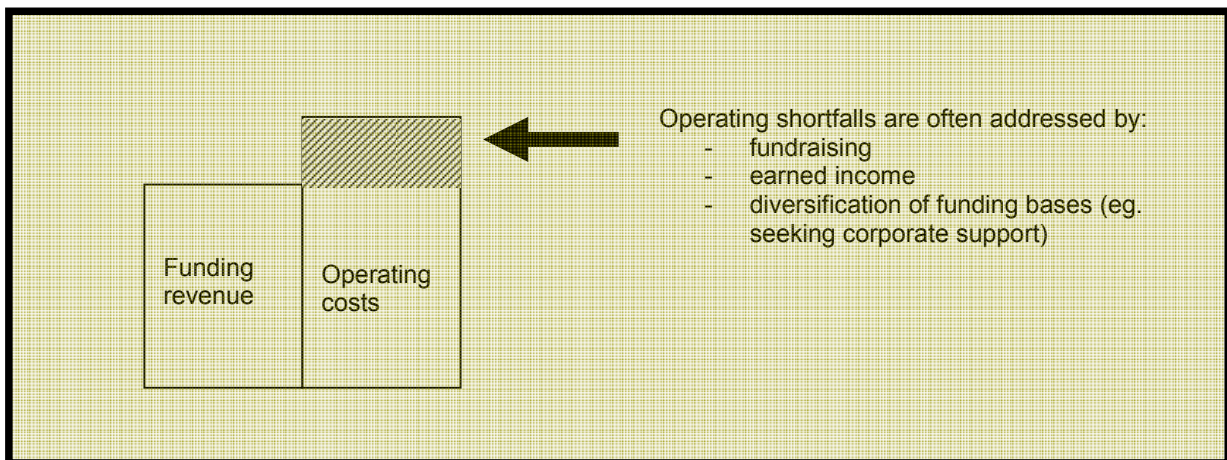 Operating shortfalls are often addressed by:
- fundraising
- earned income
- diversification of funding bases (eg.
seeking corporate support)
Funding
revenue
Operating
costs